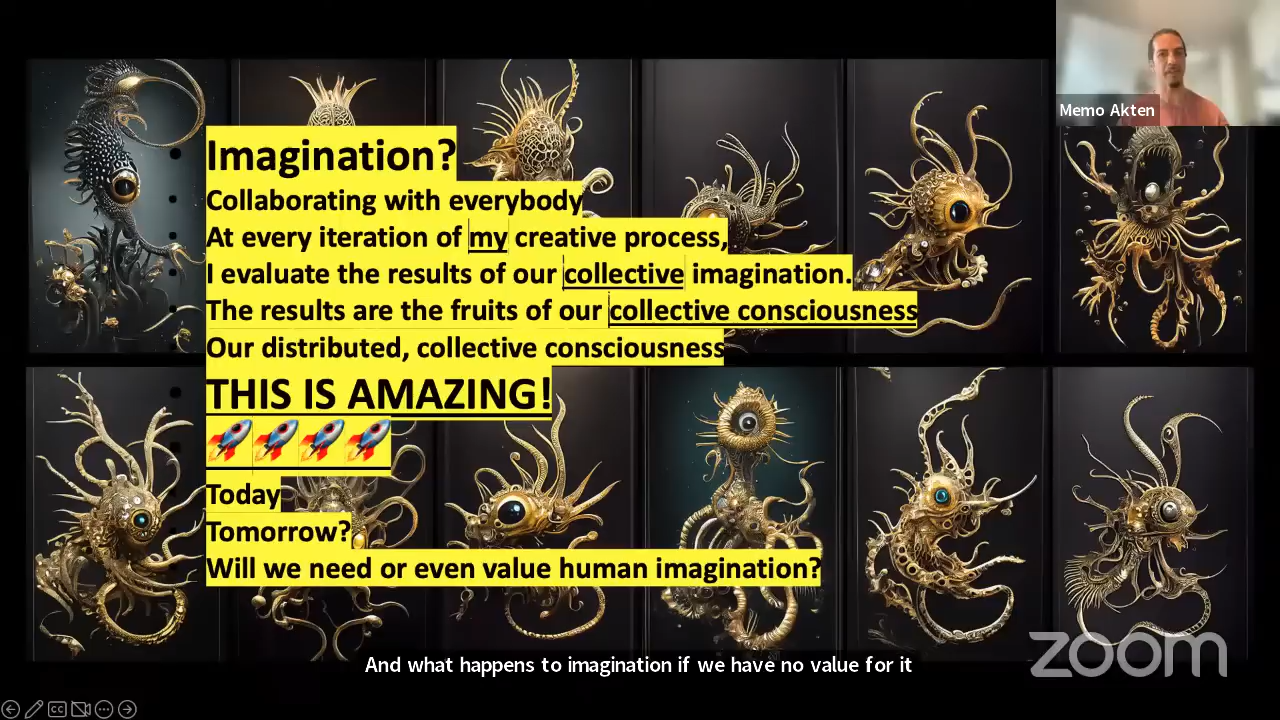 Memo Akten
Imagination?
Collaborating with everybody
At every iteration of my creative process,
I evaluate the results of our collective imagination.
The results are the fruits of our collective consciousness
Our distributed, collective consciousness
THIS IS AMAZING!
🚀🚀🚀🚀
Today
Tomorrow?
Will we need or even value human imagination?
zoom
And what happens to imagination if we have no value for it
CC